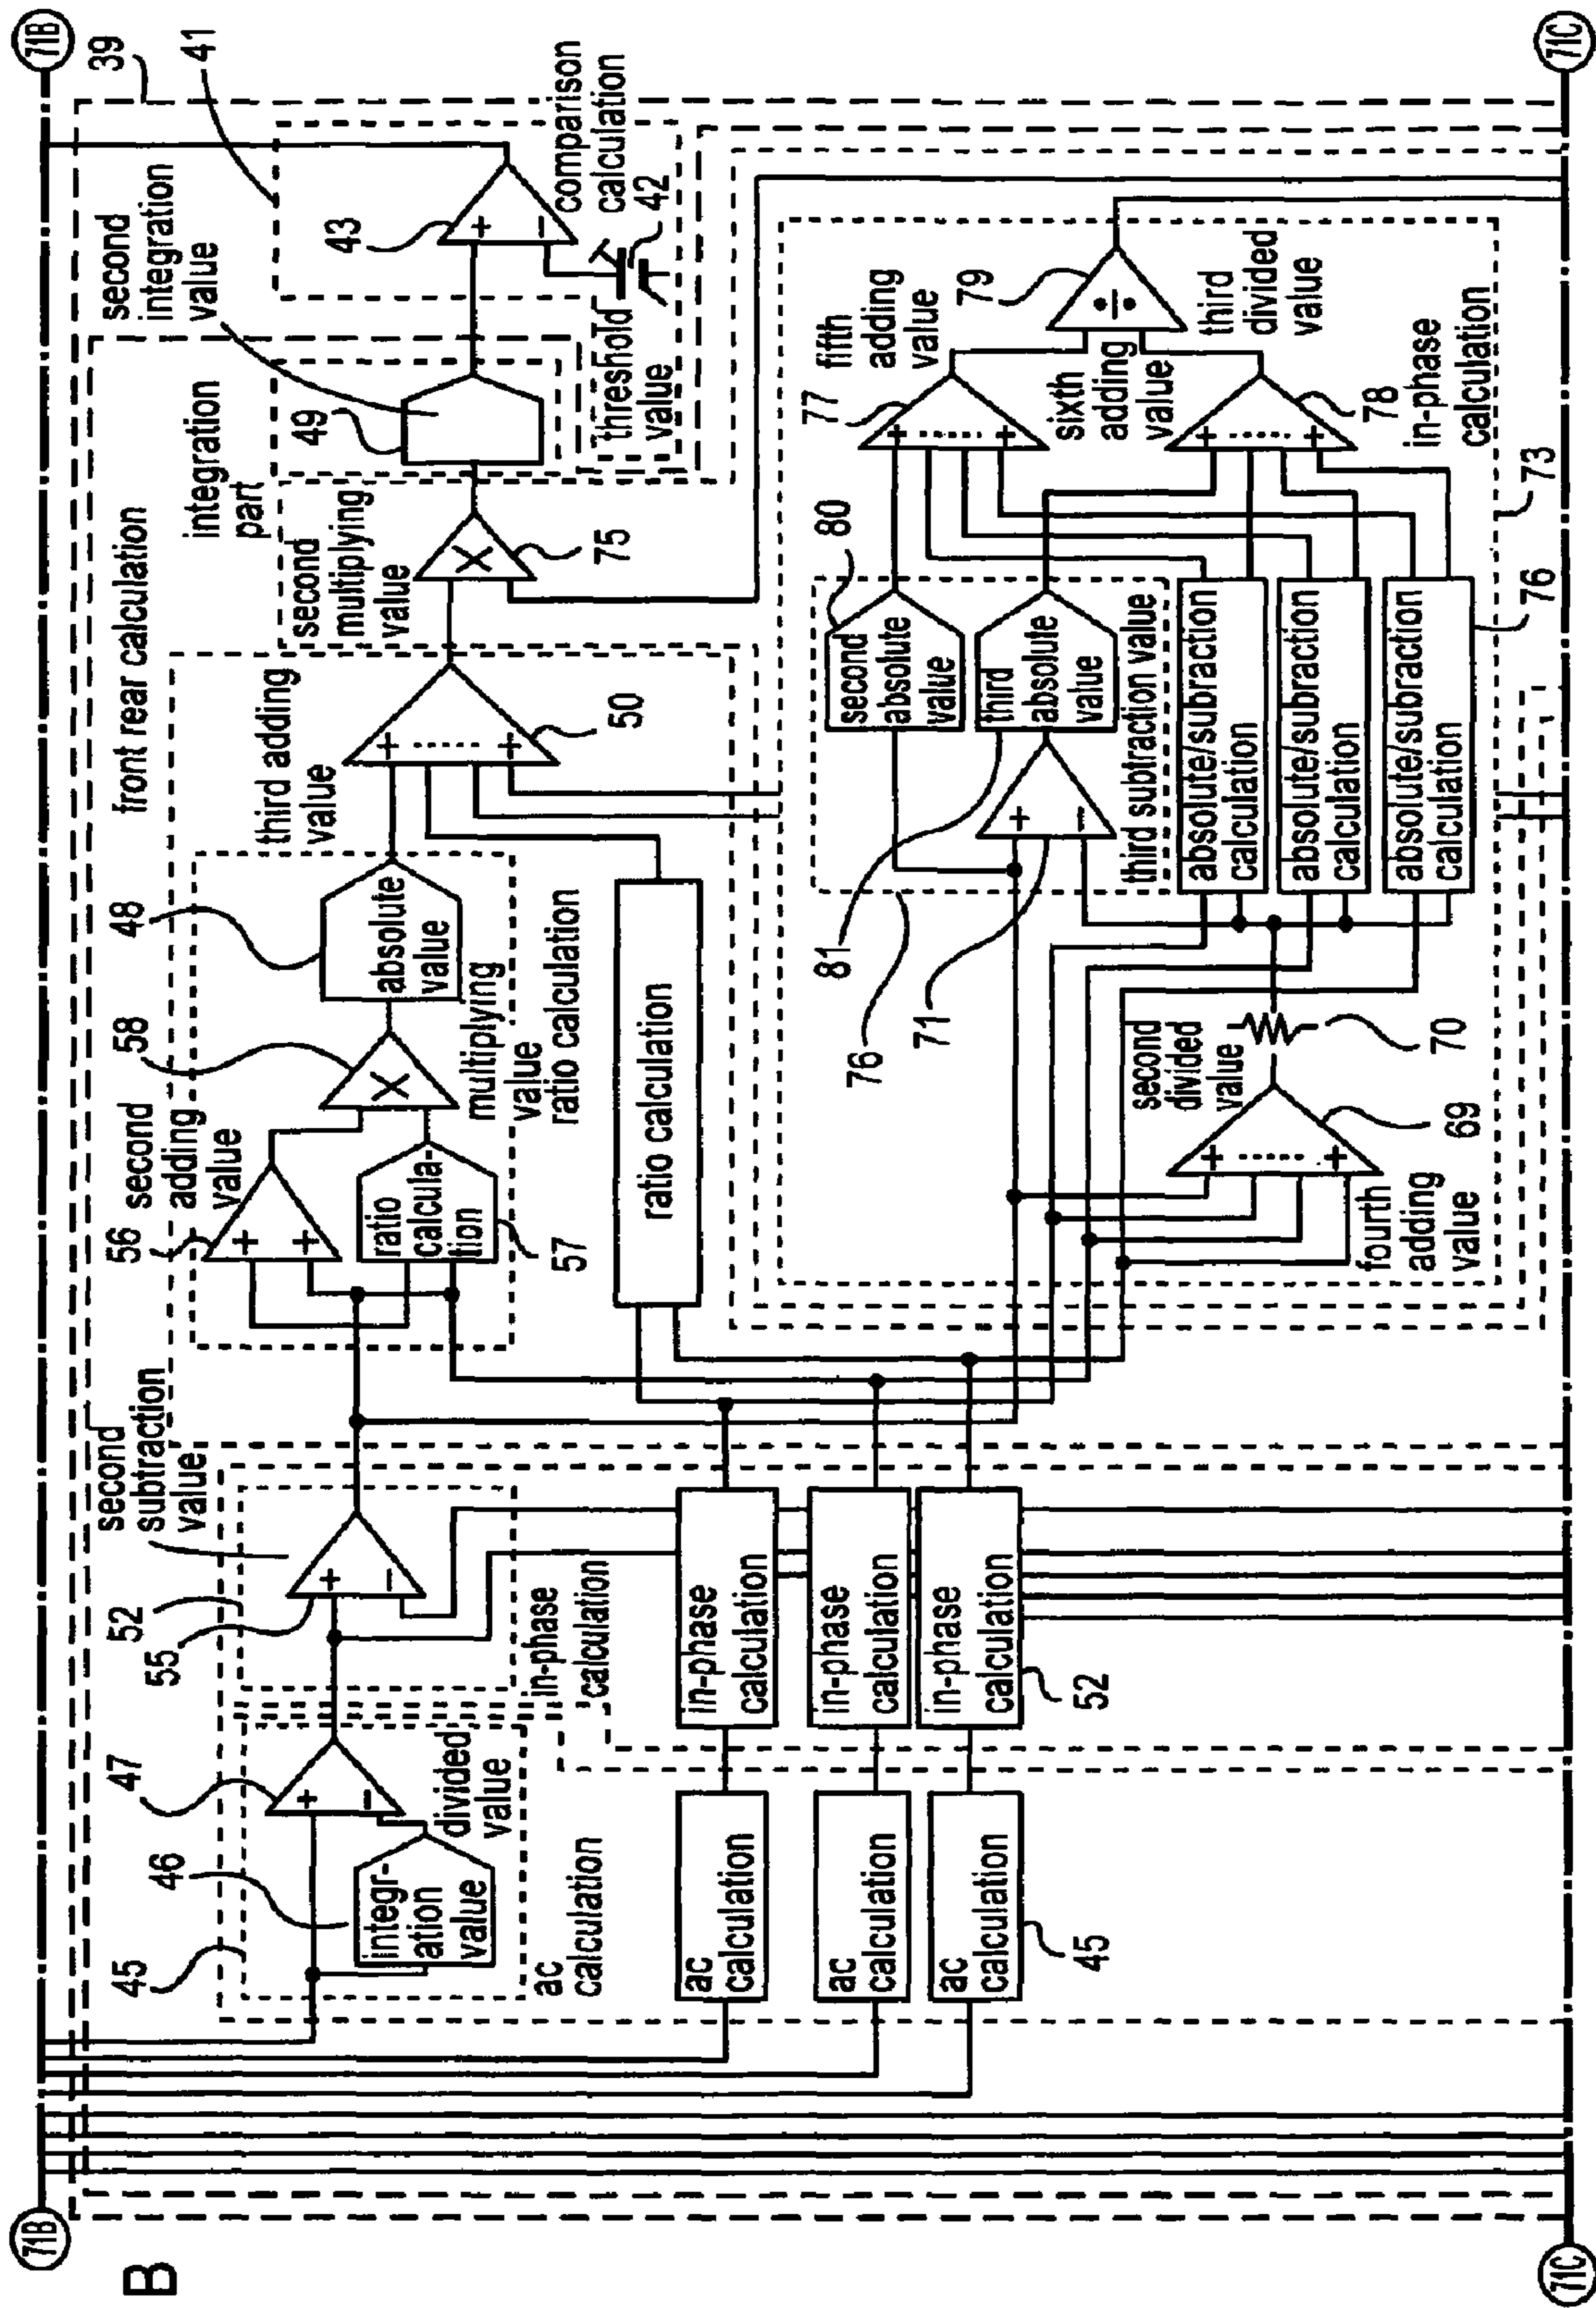 B
71B
71B
39
41
second
integration
value
43
comparison
calculation
42
threshold
value
49
integration
part
front rear calculation
second
multiplying
value
75
third adding
value
50
48
absolute
value
58
multiplying
value
ratio calculation
second
adding
value
56
ratio
calcula-
tion
57
ratio calculation
second
subtraction
value
52
55
in-phase
calculation
47
divided
value
46
integr-
ation
value
45
ac
calculation
ac
calculation
ac
calculation
ac
calculation
45
in-phase
calculation
in-phase
calculation
in-phase
calculation
52
fifth
adding
value
79
third
divided
value
77
sixth
adding
value
78
in-phase
calculation
73
80
second
absolute
value
third
absolute
value
third subtraction value
absolute/subraction
calculation
absolute/subraction
calculation
absolute/subraction
calculation
76
81
76
71
second
divided
value
70
69
fourth
adding
value
71C
71C